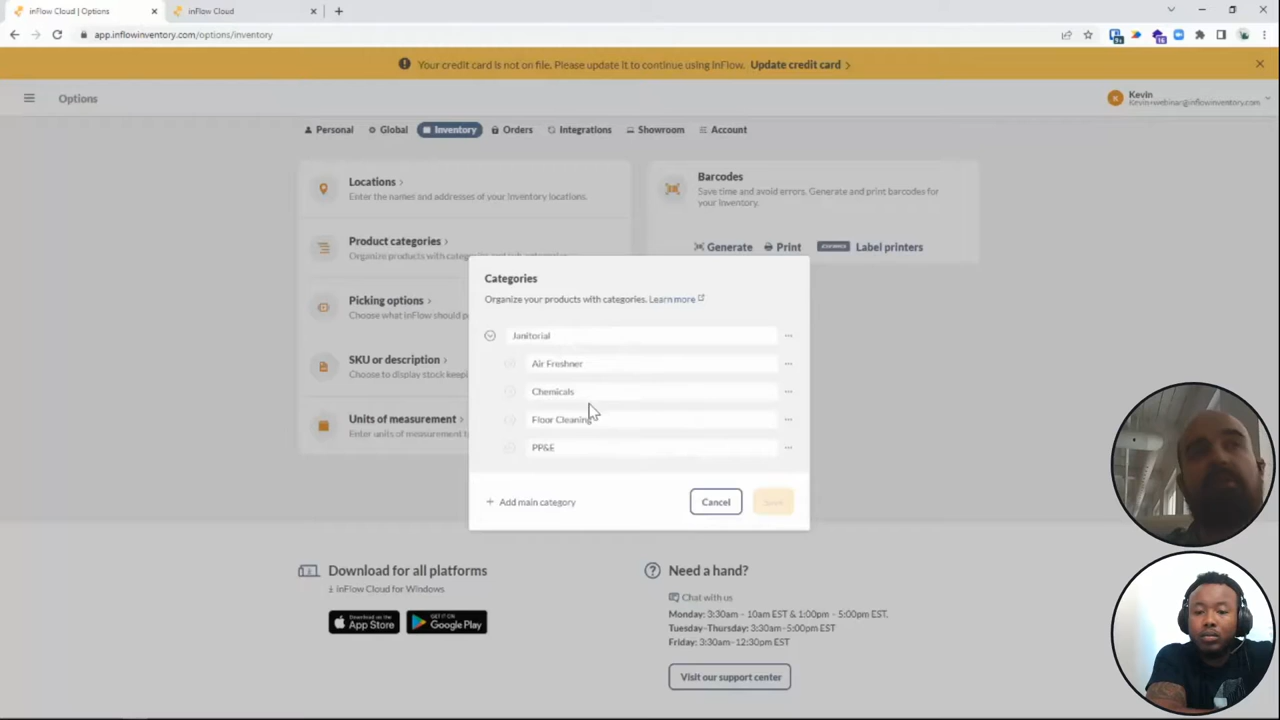 inFlow Cloud | Options
inFlow Cloud
app.inflowinventory.com/options/inventory
Your credit card is not on file. Please update it to continue using inFlow. Update credit card
Options
Kevin
Personal
Global
Inventory
Orders
Integrations
Showroom
Account
Locations
Enter the names and addresses of your inventory locations.
Barcodes
Save time and avoid errors. Generate and print barcodes for
your inventory.
Generate
Print
Label printers
Product categories
Organize products with categories
Picking options
Choose what inFlow should p
SKU or description
Choose to display stock keepi
Units of measurement
Enter units of measurement t
Categories
Organize your products with categories. Learn more
Janitorial
Air Freshner
Chemicals
Floor Cleaning
PP&E
+ Add main category
Cancel
Save
Download for all platforms
inFlow Cloud for Windows
Download on the
App Store
GET IT ON
Google Play
Need a hand?
Chat with us
Monday: 3:30am - 10am EST & 1:00pm - 5:00pm EST,
Tuesday-Thursday: 3:30am-5:00pm EST
Friday: 3:30am-12:30pm EST
Visit our support center